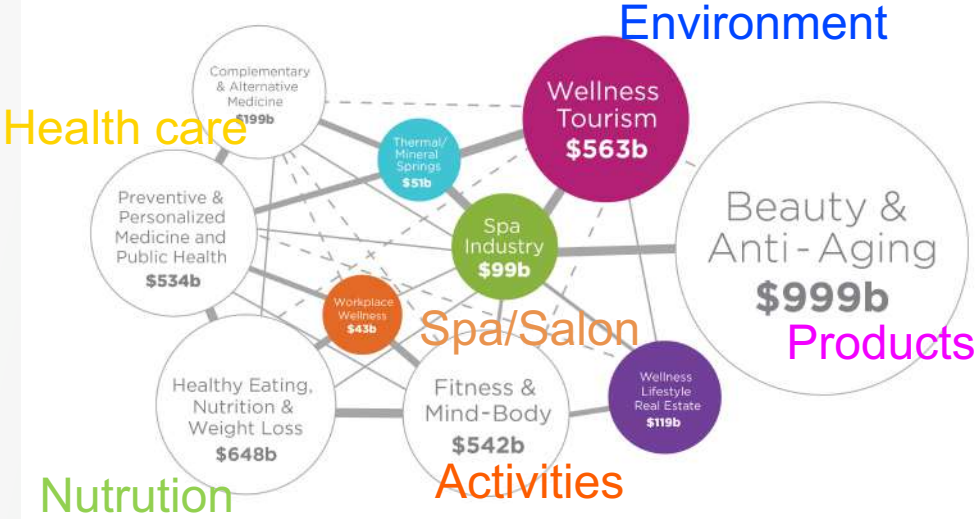 Environment
Complementary
& Alternative
Medicine
$199b
Health care
Wellness
Tourism
$563b
Thermal/
Mineral
Springs
$51b
Preventive &
Personalized
Medicine and
Public Health
$534b
Spa
Industry
$99b
Beauty &
Anti-Aging
$999b
Products
Workplace
Wellness
$43b
Spa/Salon
Healthy Eating,
Nutrition &
Weight Loss
$648b
Fitness &
Mind-Body
$542b
Wellness
Lifestyle
Real Estate
$119b
Nutrution
Activities